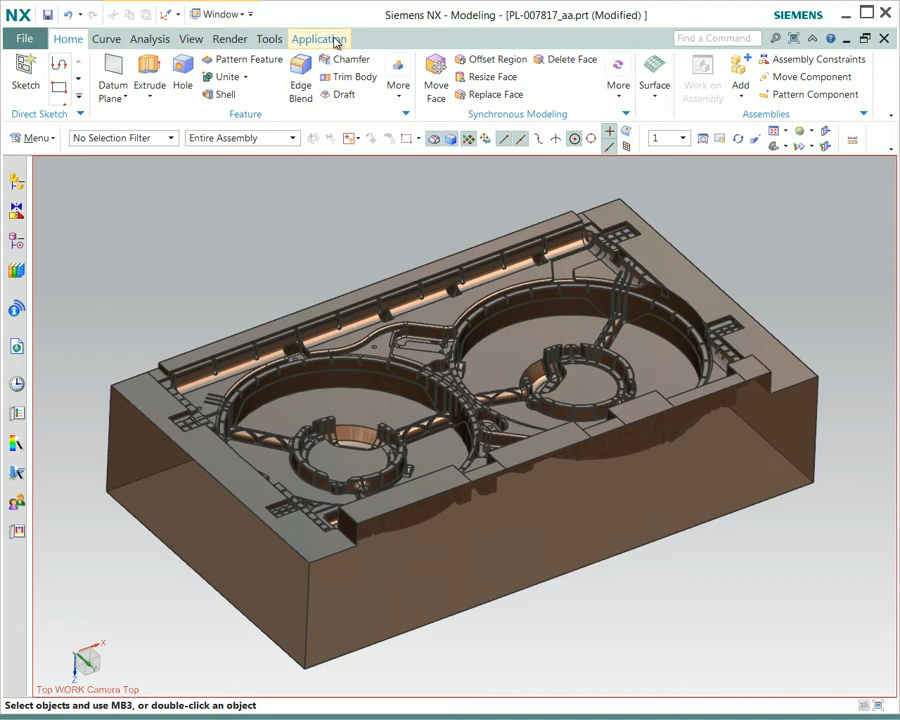 NX Window Siemens NX - Modeling - [PL-007817_aa.prt (Modified) ] SIEMENS
File Home Curve Analysis View Render Tools Application Find a Command
Sketch Datum Plane Extrude Hole Pattern Feature Unite Shell Edge Blend Chamfer Trim Body Draft More Move Face Offset Region Resize Face Replace Face Delete Face More Surface Work on Assembly Add Assembly Constraints Move Component Pattern Component
Direct Sketch Feature Synchronous Modeling Assemblies
Menu No Selection Filter Entire Assembly 1
X
Z
Top WORK Camera Top
Select objects and use MB3, or double-click an object